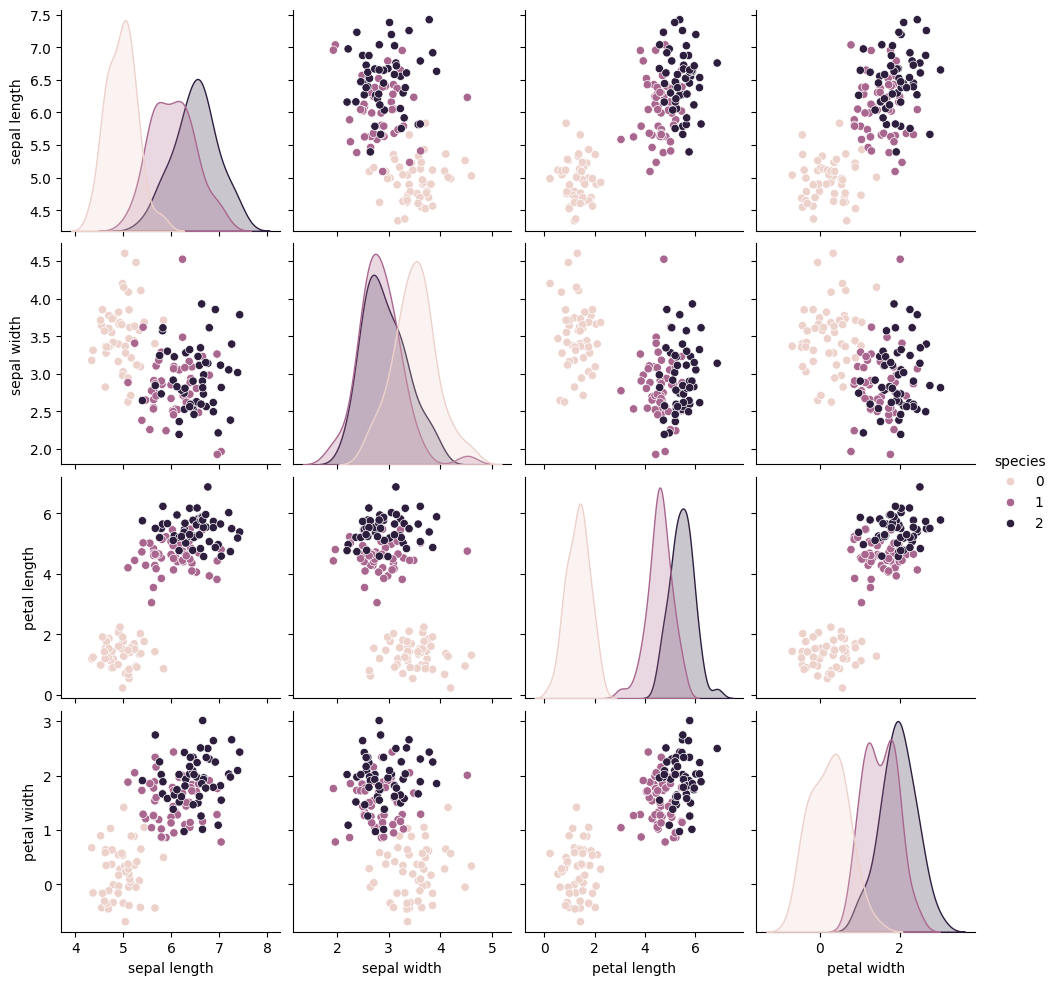 7.5
7.0
6.5
6.0
5.5
5.0
4.5
sepal length
4.5
4.0
3.5
3.0
2.5
2.0
sepal width
species
0
1
2
6
4
2
0
petal length
3
2
1
0
petal width
4 5 6 7 8
2 3 4 5
0 2 4 6 8
0 2
sepal length sepal width petal length petal width